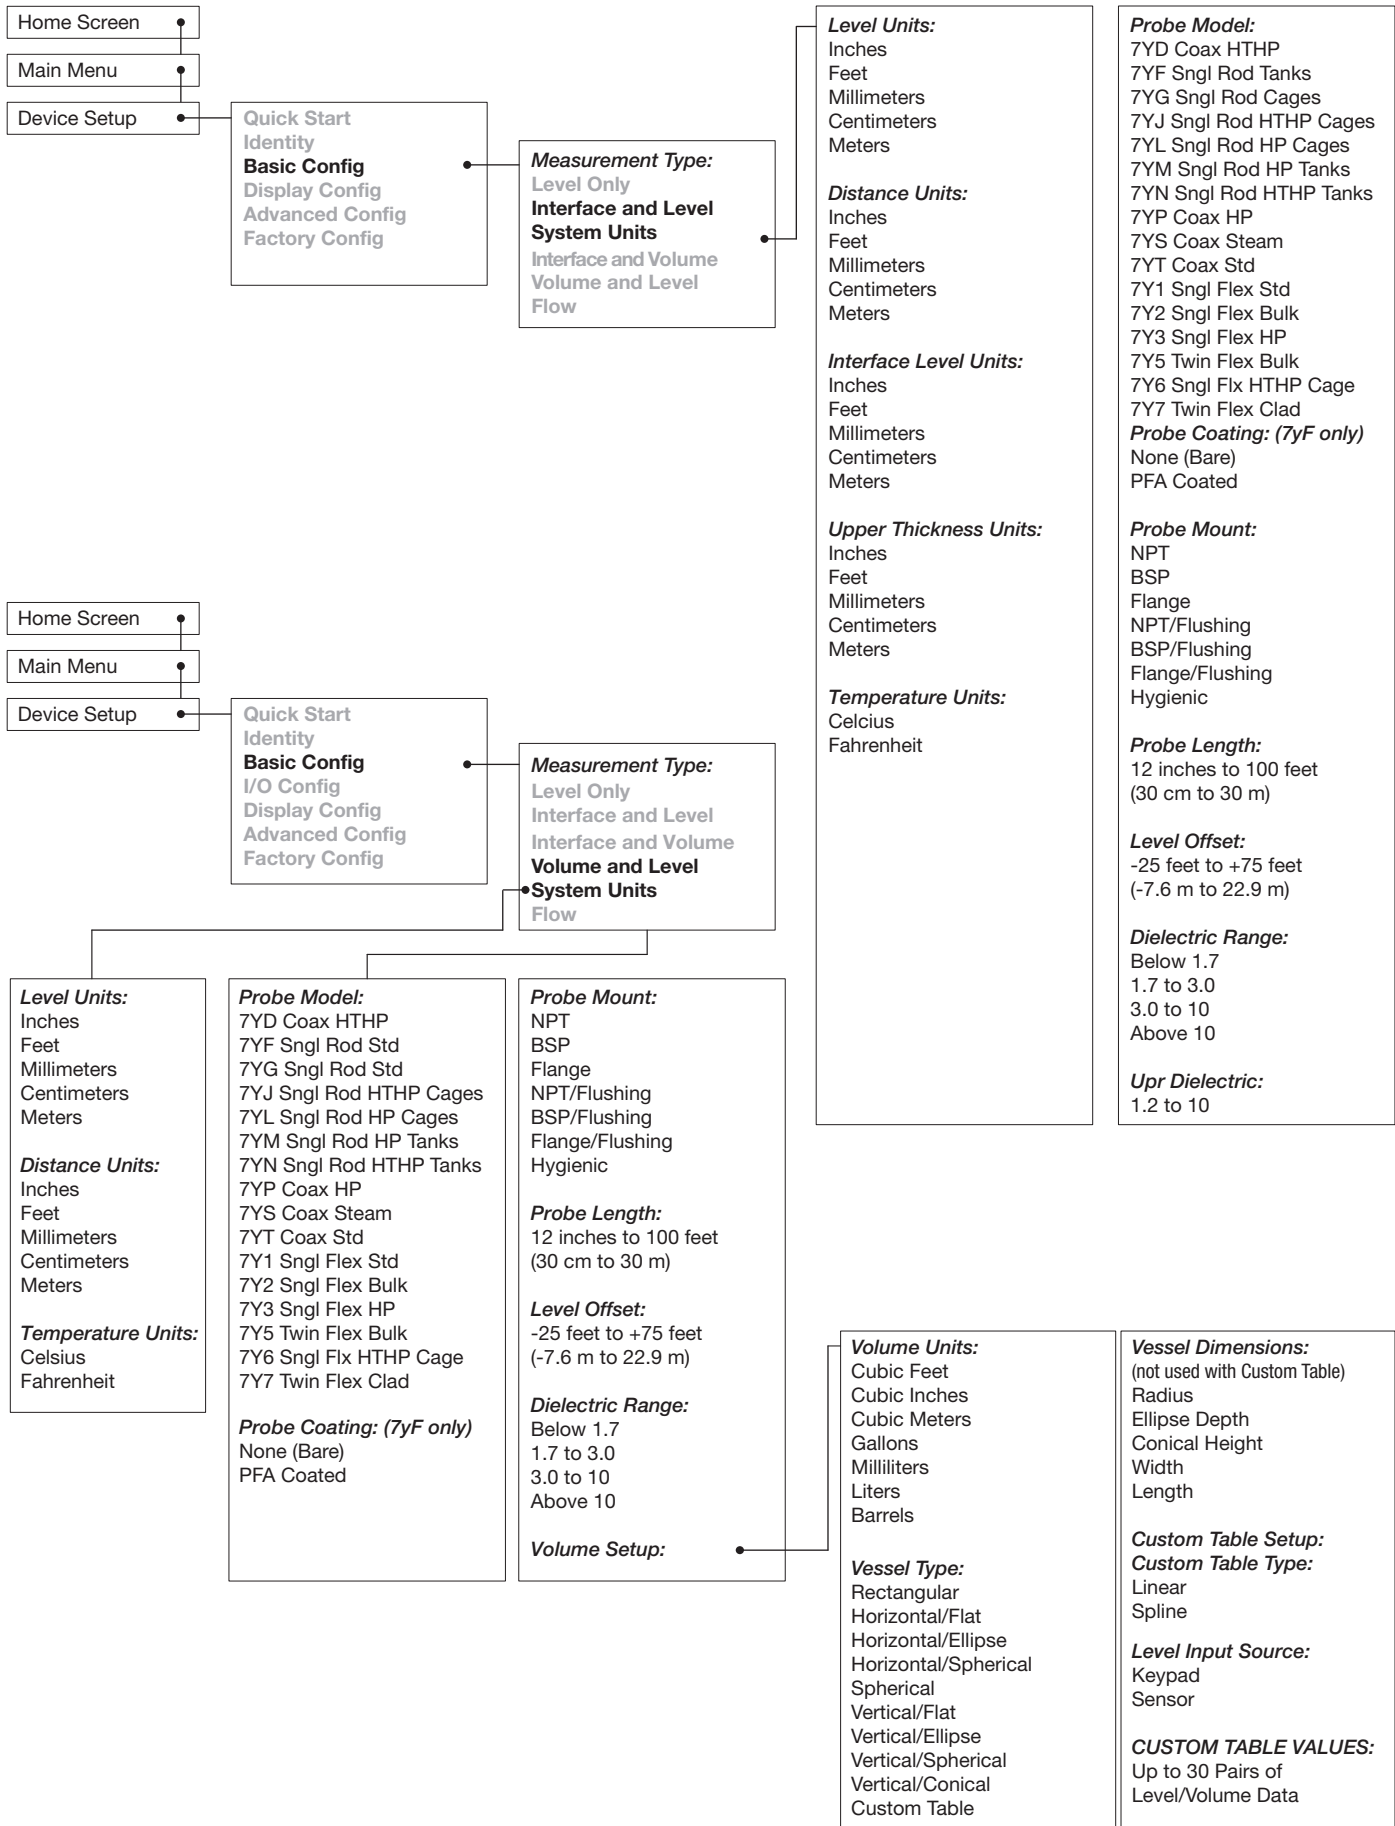 Home Screen
Main Menu
Device Setup
Quick Start
Identity
Basic Config
Display Config
Advanced Config
Factory Config
Measurement Type:
Level Only
Interface and Level
System Units
Interface and Volume
Volume and Level
Flow
Level Units:
Inches
Feet
Millimeters
Centimeters
Meters
Distance Units:
Inches
Feet
Millimeters
Centimeters
Meters
Interface Level Units:
Inches
Feet
Millimeters
Centimeters
Meters
Upper Thickness Units:
Inches
Feet
Millimeters
Centimeters
Meters
Temperature Units:
Celcius
Fahrenheit
Probe Model:
7YD Coax HTHP
7YF Sngl Rod Tanks
7YG Sngl Rod Cages
7YJ Sngl Rod HTHP Cages
7YL Sngl Rod HP Cages
7YM Sngl Rod HP Tanks
7YN Sngl Rod HTHP Tanks
7YP Coax HP
7YS Coax Steam
7YT Coax Std
7Y1 Sngl Flex Std
7Y2 Sngl Flex Bulk
7Y3 Sngl Flex HP
7Y5 Twin Flex Bulk
7Y6 Sngl Flx HTHP Cage
7Y7 Twin Flex Clad
Probe Coating: (7yF only)
None (Bare)
PFA Coated
Probe Mount:
NPT
BSP
Flange
NPT/Flushing
BSP/Flushing
Flange/Flushing
Hygienic
Probe Length:
12 inches to 100 feet
(30 cm to 30 m)
Level Offset:
-25 feet to +75 feet
(-7.6 m to 22.9 m)
Dielectric Range:
Below 1.7
1.7 to 3.0
3.0 to 10
Above 10
Upr Dielectric:
1.2 to 10
Home Screen
Main Menu
Device Setup
Quick Start
Identity
Basic Config
I/O Config
Display Config
Advanced Config
Factory Config
Measurement Type:
Level Only
Interface and Level
Interface and Volume
Volume and Level
System Units
Flow
Level Units:
Inches
Feet
Millimeters
Centimeters
Meters
Distance Units:
Inches
Feet
Millimeters
Centimeters
Meters
Temperature Units:
Celsius
Fahrenheit
Probe Model:
7YD Coax HTHP
7YF Sngl Rod Std
7YG Sngl Rod Std
7YJ Sngl Rod HTHP Cages
7YL Sngl Rod HP Cages
7YM Sngl Rod HP Tanks
7YN Sngl Rod HTHP Tanks
7YP Coax HP
7YS Coax Steam
7YT Coax Std
7Y1 Sngl Flex Std
7Y2 Sngl Flex Bulk
7Y3 Sngl Flex HP
7Y5 Twin Flex Bulk
7Y6 Sngl Flx HTHP Cage
7Y7 Twin Flex Clad
Probe Coating: (7yF only)
None (Bare)
PFA Coated
Probe Mount:
NPT
BSP
Flange
NPT/Flushing
BSP/Flushing
Flange/Flushing
Hygienic
Probe Length:
12 inches to 100 feet
(30 cm to 30 m)
Level Offset:
-25 feet to +75 feet
(-7.6 m to 22.9 m)
Dielectric Range:
Below 1.7
1.7 to 3.0
3.0 to 10
Above 10
Volume Setup:
Volume Units:
Cubic Feet
Cubic Inches
Cubic Meters
Gallons
Milliliters
Liters
Barrels
Vessel Type:
Rectangular
Horizontal/Flat
Horizontal/Ellipse
Horizontal/Spherical
Spherical
Vertical/Flat
Vertical/Ellipse
Vertical/Spherical
Vertical/Conical
Custom Table
Vessel Dimensions:
(not used with Custom Table)
Radius
Ellipse Depth
Conical Height
Width
Length
Custom Table Setup:
Custom Table Type:
Linear
Spline
Level Input Source:
Keypad
Sensor
CUSTOM TABLE VALUES:
Up to 30 Pairs of
Level/Volume Data